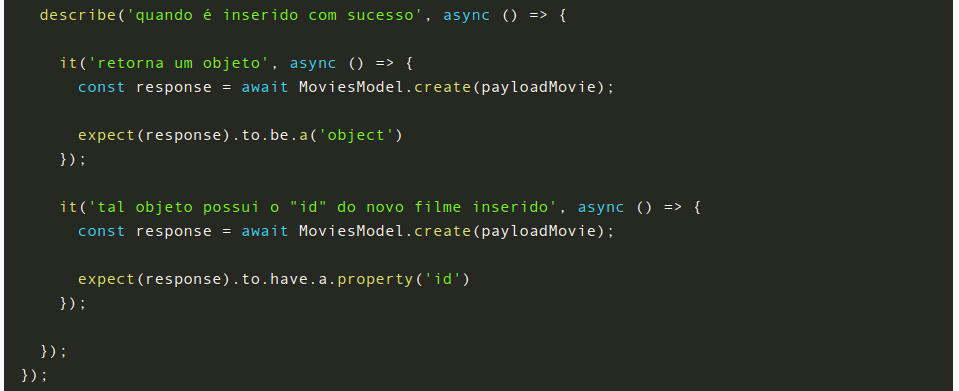 describe('quando é inserido com sucesso', async () => {
it('retorna um objeto', async () => {
const response = await MoviesModel.create(payloadMovie);
expect(response).to.be.a('object')
});
it('tal objeto possui o "id" do novo filme inserido', async () => {
const response = await MoviesModel.create(payloadMovie);
expect(response).to.have.a.property('id')
});
});
});